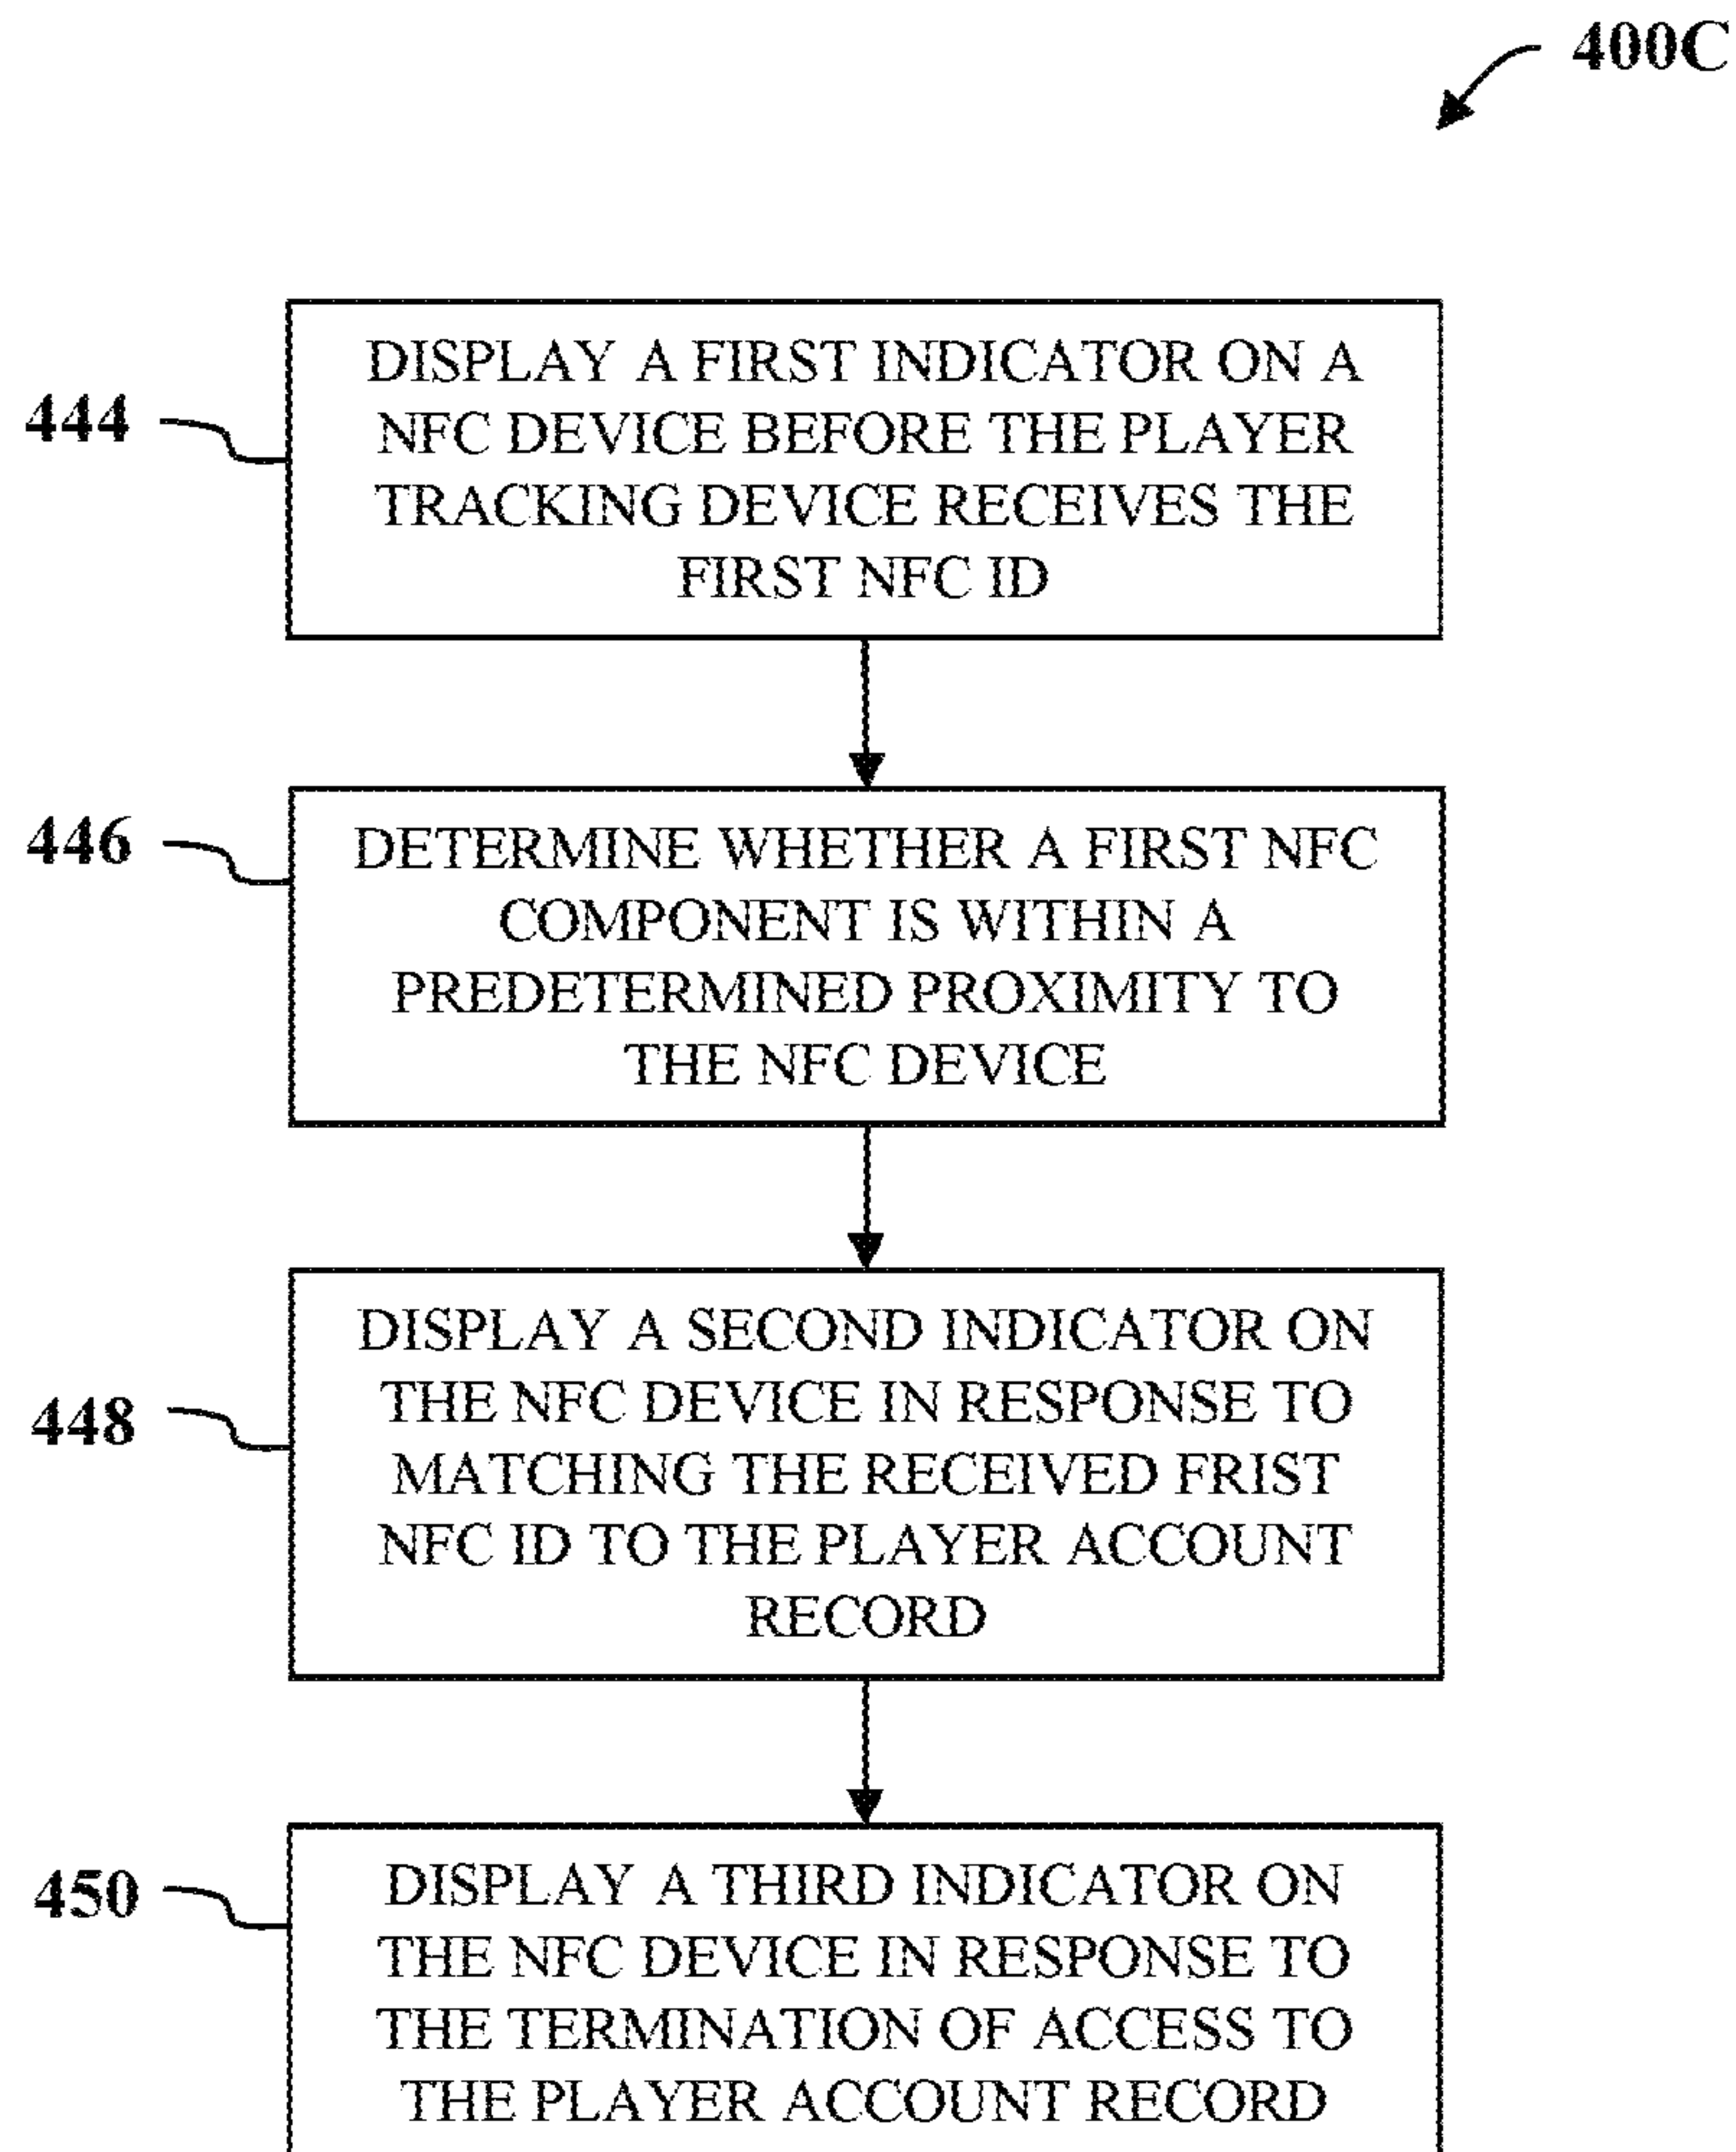 400C
444
DISPLAY A FIRST INDICATOR ON A
NFC DEVICE BEFORE THE PLAYER
TRACKING DEVICE RECEIVES THE
FIRST NFC ID
446
DETERMINE WHETHER A FIRST NFC
COMPONENT IS WITHIN A
PREDETERMINED PROXIMITY TO
THE NFC DEVICE
448
DISPLAY A SECOND INDICATOR ON
THE NFC DEVICE IN RESPONSE TO
MATCHING THE RECEIVED FRIST
NFC ID TO THE PLAYER ACCOUNT
RECORD
450
DISPLAY A THIRD INDICATOR ON
THE NFC DEVICE IN RESPONSE TO
THE TERMINATION OF ACCESS TO
THE PLAYER ACCOUNT RECORD